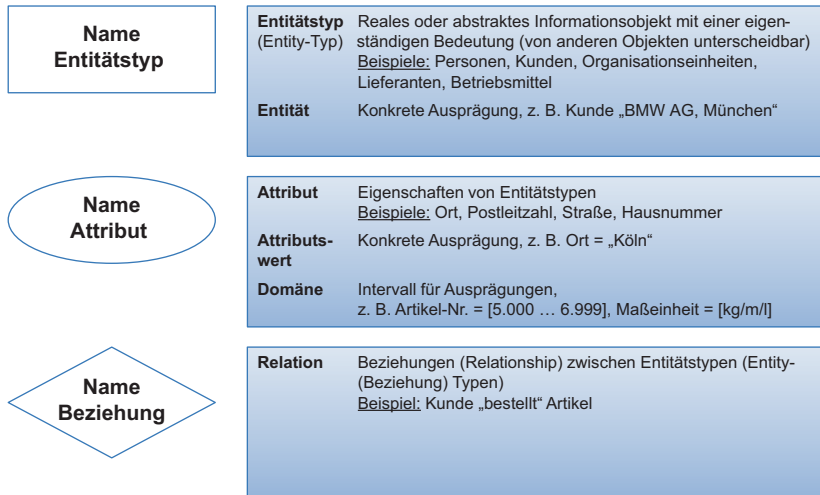 Name
Entitätstyp
Entitätstyp Reales oder abstraktes Informationsobjekt mit einer eigen-
(Entity-Typ) ständigen Bedeutung (von anderen Objekten unterscheidbar)
Beispiele: Personen, Kunden, Organisationseinheiten,
Lieferanten, Betriebsmittel
Entität Konkrete Ausprägung, z. B. Kunde „BMW AG, München“
Name
Attribut
Attribut Eigenschaften von Entitätstypen
Beispiele: Ort, Postleitzahl, Straße, Hausnummer
Attributs- Konkrete Ausprägung, z. B. Ort = „Köln“
wert
Domäne Intervall für Ausprägungen,
z. B. Artikel-Nr. = [5.000 … 6.999], Maßeinheit = [kg/m/l]
Name
Beziehung
Relation Beziehungen (Relationship) zwischen Entitätstypen (Entity-
(Beziehung) Typen)
Beispiel: Kunde „bestellt“ Artikel